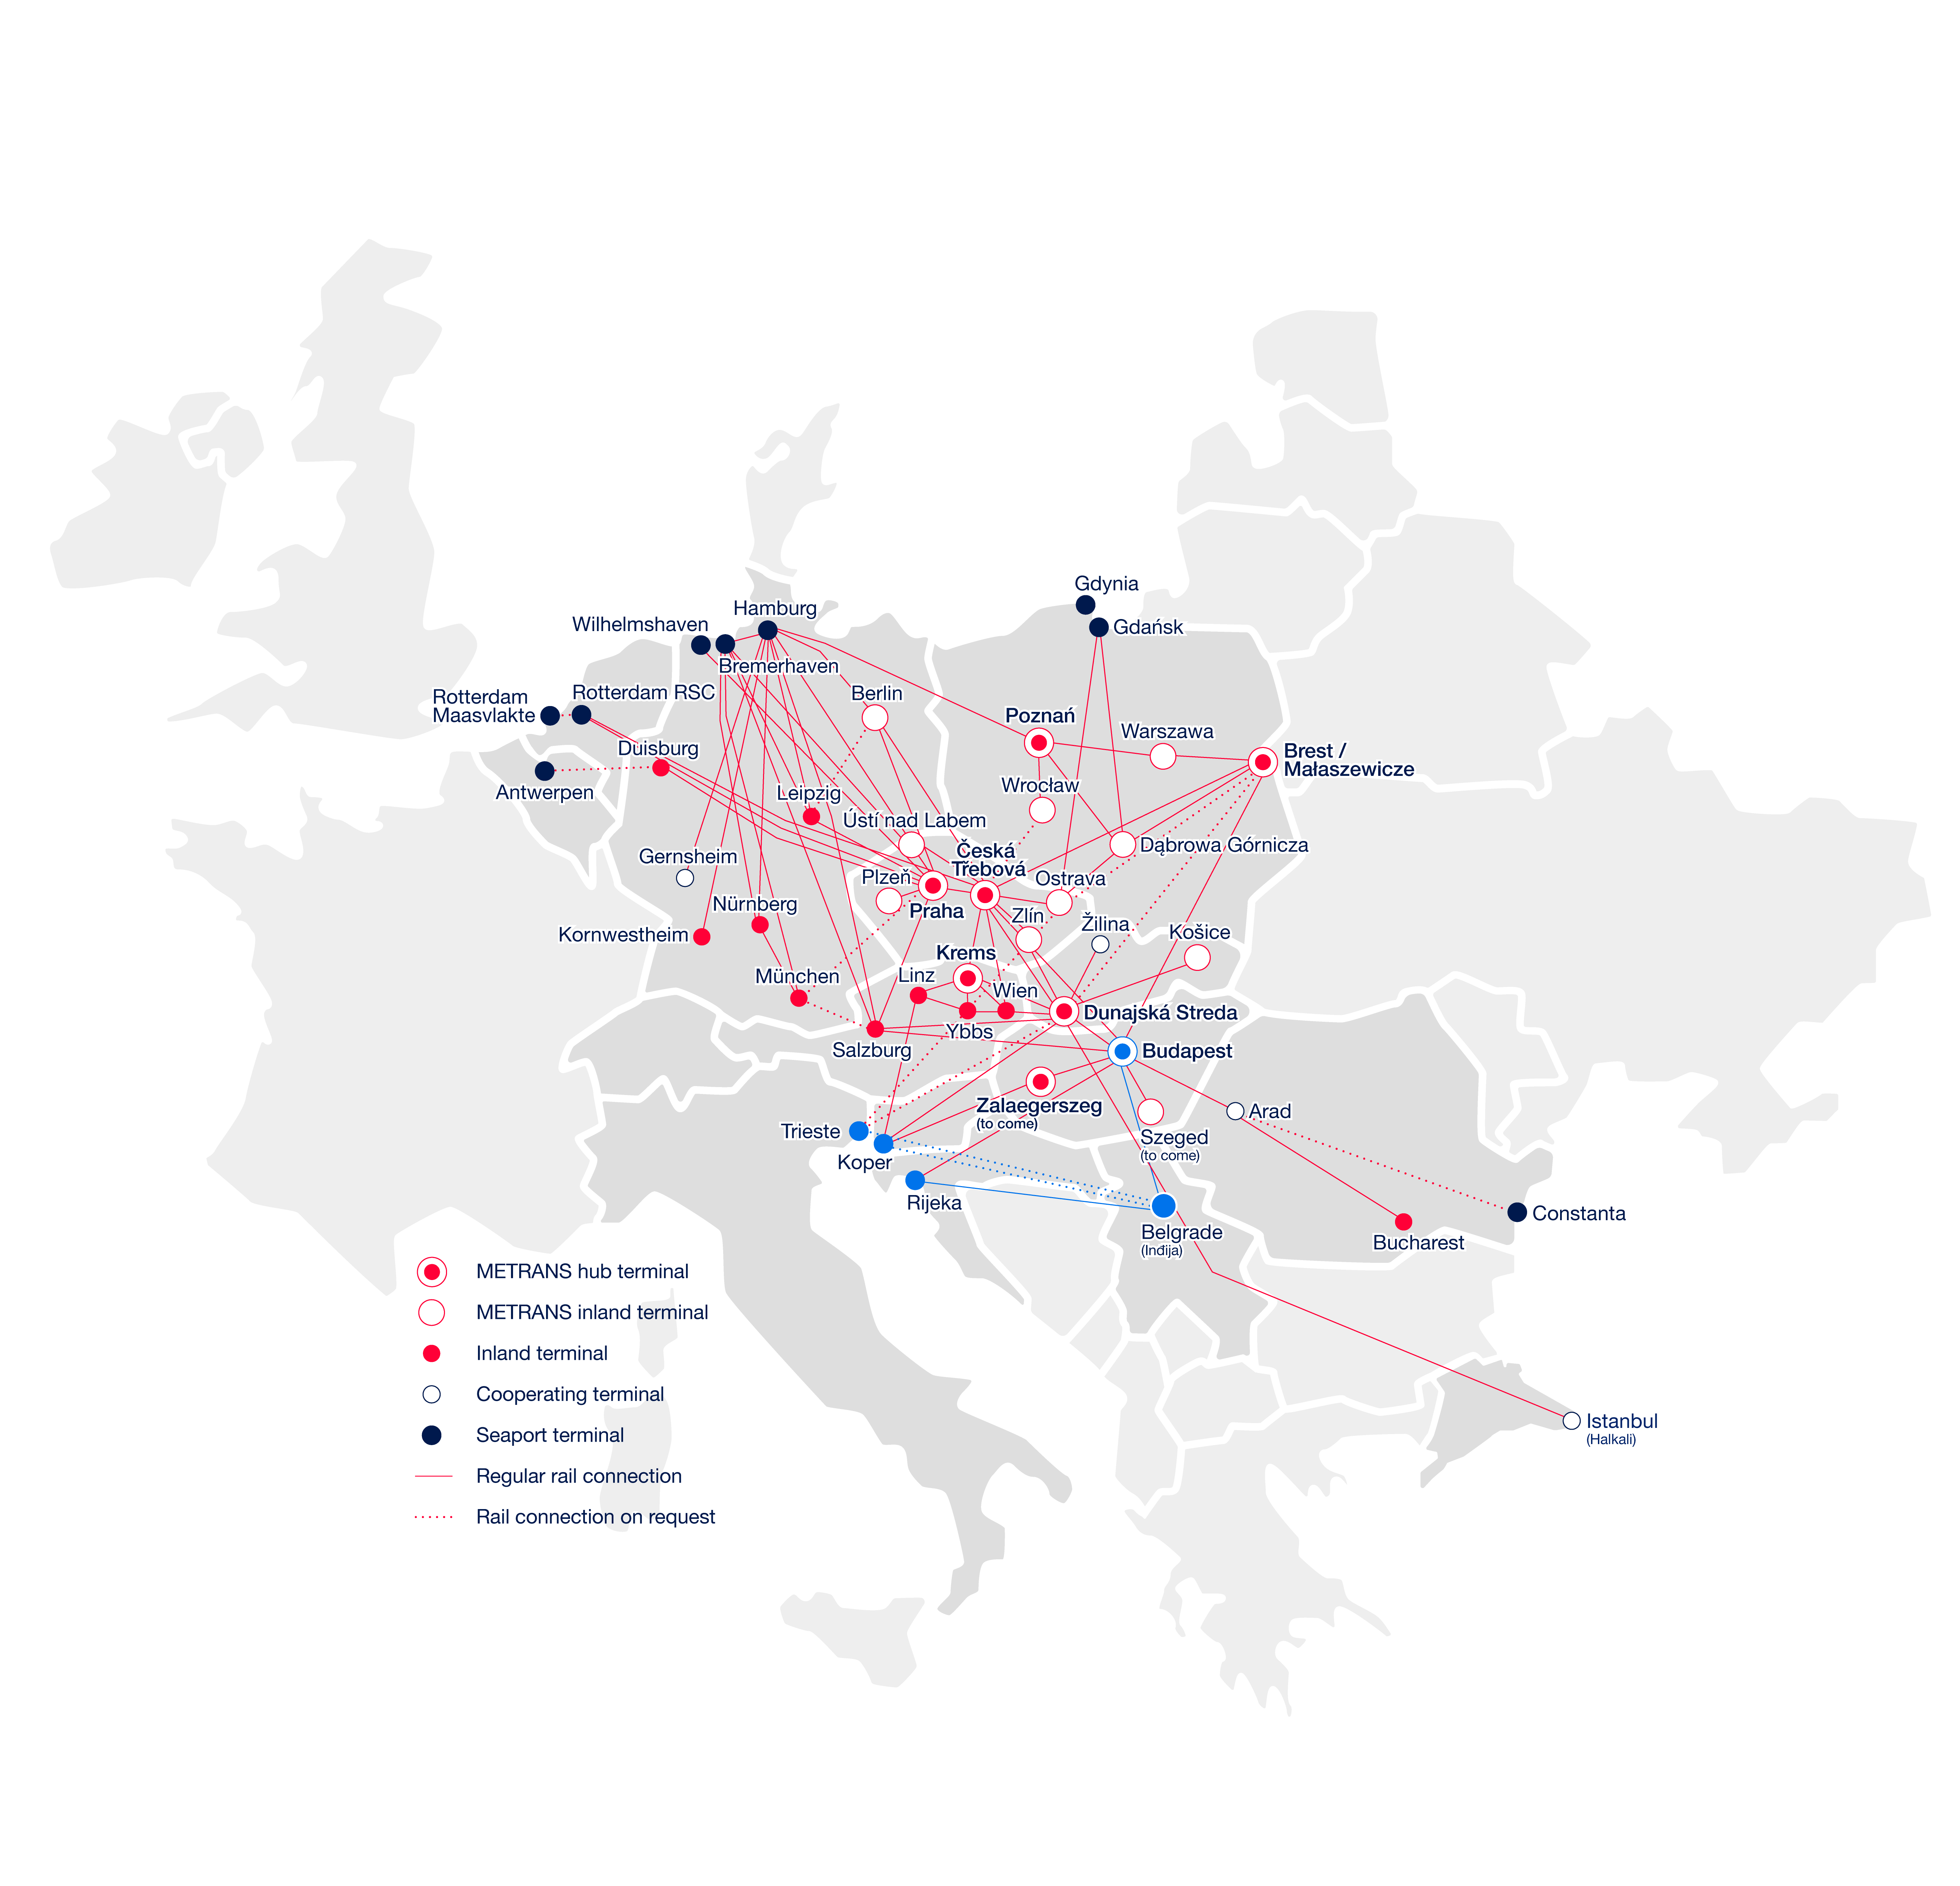 Gdynia
Hamburg
Wilhelmshaven
Gdańsk
Bremerhaven
Rotterdam RSC
Berlin
Rotterdam
Maasvlakte
Poznań
Warszawa
Duisburg
Brest /
Małaszewicze
Antwerpen
Leipzig
Wrocław
Ústí nad Labem
Dąbrowa Górnicza
Gernsheim
Česká
Třebová
Plzeň
Ostrava
Nürnberg
Praha
Zlín
Žilina
Kornwestheim
Košice
Krems
München
Linz
Wien
Dunajská Streda
Ybbs
Salzburg
Budapest
Zalaegerszeg
(to come)
Arad
Trieste
Szeged
(to come)
Koper
Rijeka
Constanta
Belgrade
(Inđija)
Bucharest
METRANS hub terminal
METRANS inland terminal
Inland terminal
Cooperating terminal
Istanbul
(Halkali)
Seaport terminal
Regular rail connection
Rail connection on request